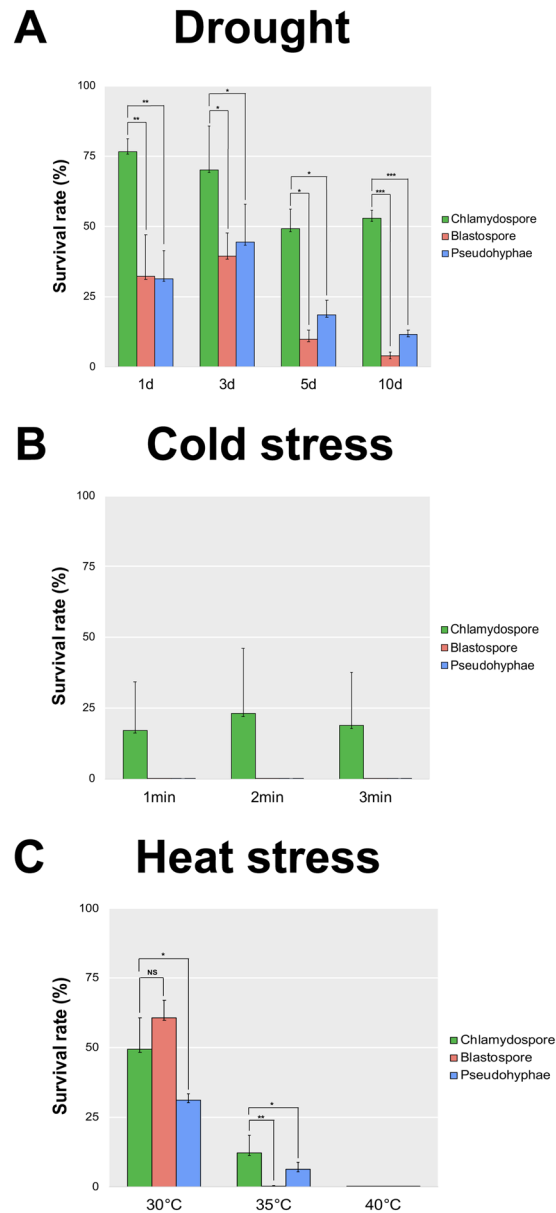 A Drought
100
75
50
25
0
Survival rate (%)
** **
* *
* *
*** ***
1d 3d 5d 10d
Chlamydospore
Blastospore
Pseudohyphae
B Cold stress
100
75
50
25
0
Survival rate (%)
1min 2min 3min
Chlamydospore
Blastospore
Pseudohyphae
C Heat stress
100
75
50
25
0
Survival rate (%)
*
NS
*
**
30°C 35°C 40°C
Chlamydospore
Blastospore
Pseudohyphae